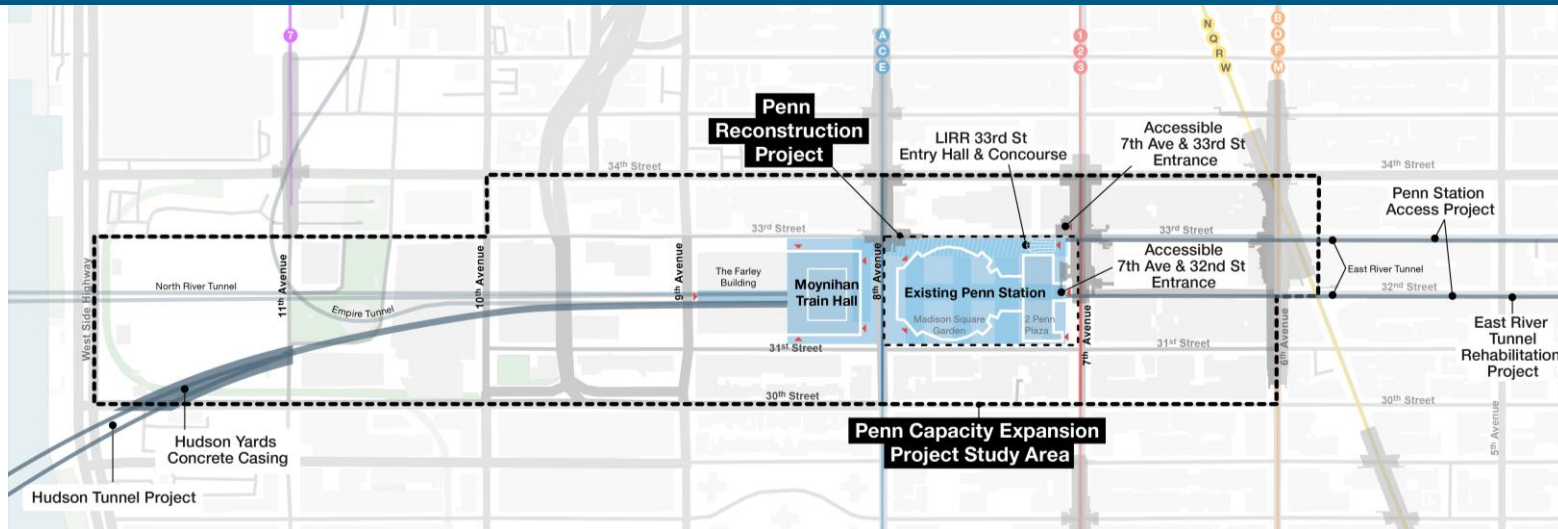 7
A
C
E
1
2
3
N
Q
R
W
B
D
F
M
Penn
Reconstruction
Project
LIRR 33rd St
Entry Hall & Concourse
Accessible
7th Ave & 33rd St
Entrance
34th Street
34th Street
Penn Station
Access Project
33rd Street
33rd Street
West Side Highway
11th Avenue
10th Avenue
9th Avenue
8th Avenue
The Farley
Building
Moynihan
Train Hall
Existing Penn Station
Madison Square
Garden
2 Penn
Plaza
Accessible
7th Ave & 32nd St
Entrance
East River Tunnel
32nd Street
North River Tunnel
Empire Tunnel
31st Street
7th Avenue
31st Street
6th Avenue
East River
Tunnel
Rehabilitation
Project
30th Street
30th Street
5th Avenue
Penn Capacity Expansion
Project Study Area
Hudson Yards
Concrete Casing
Hudson Tunnel Project